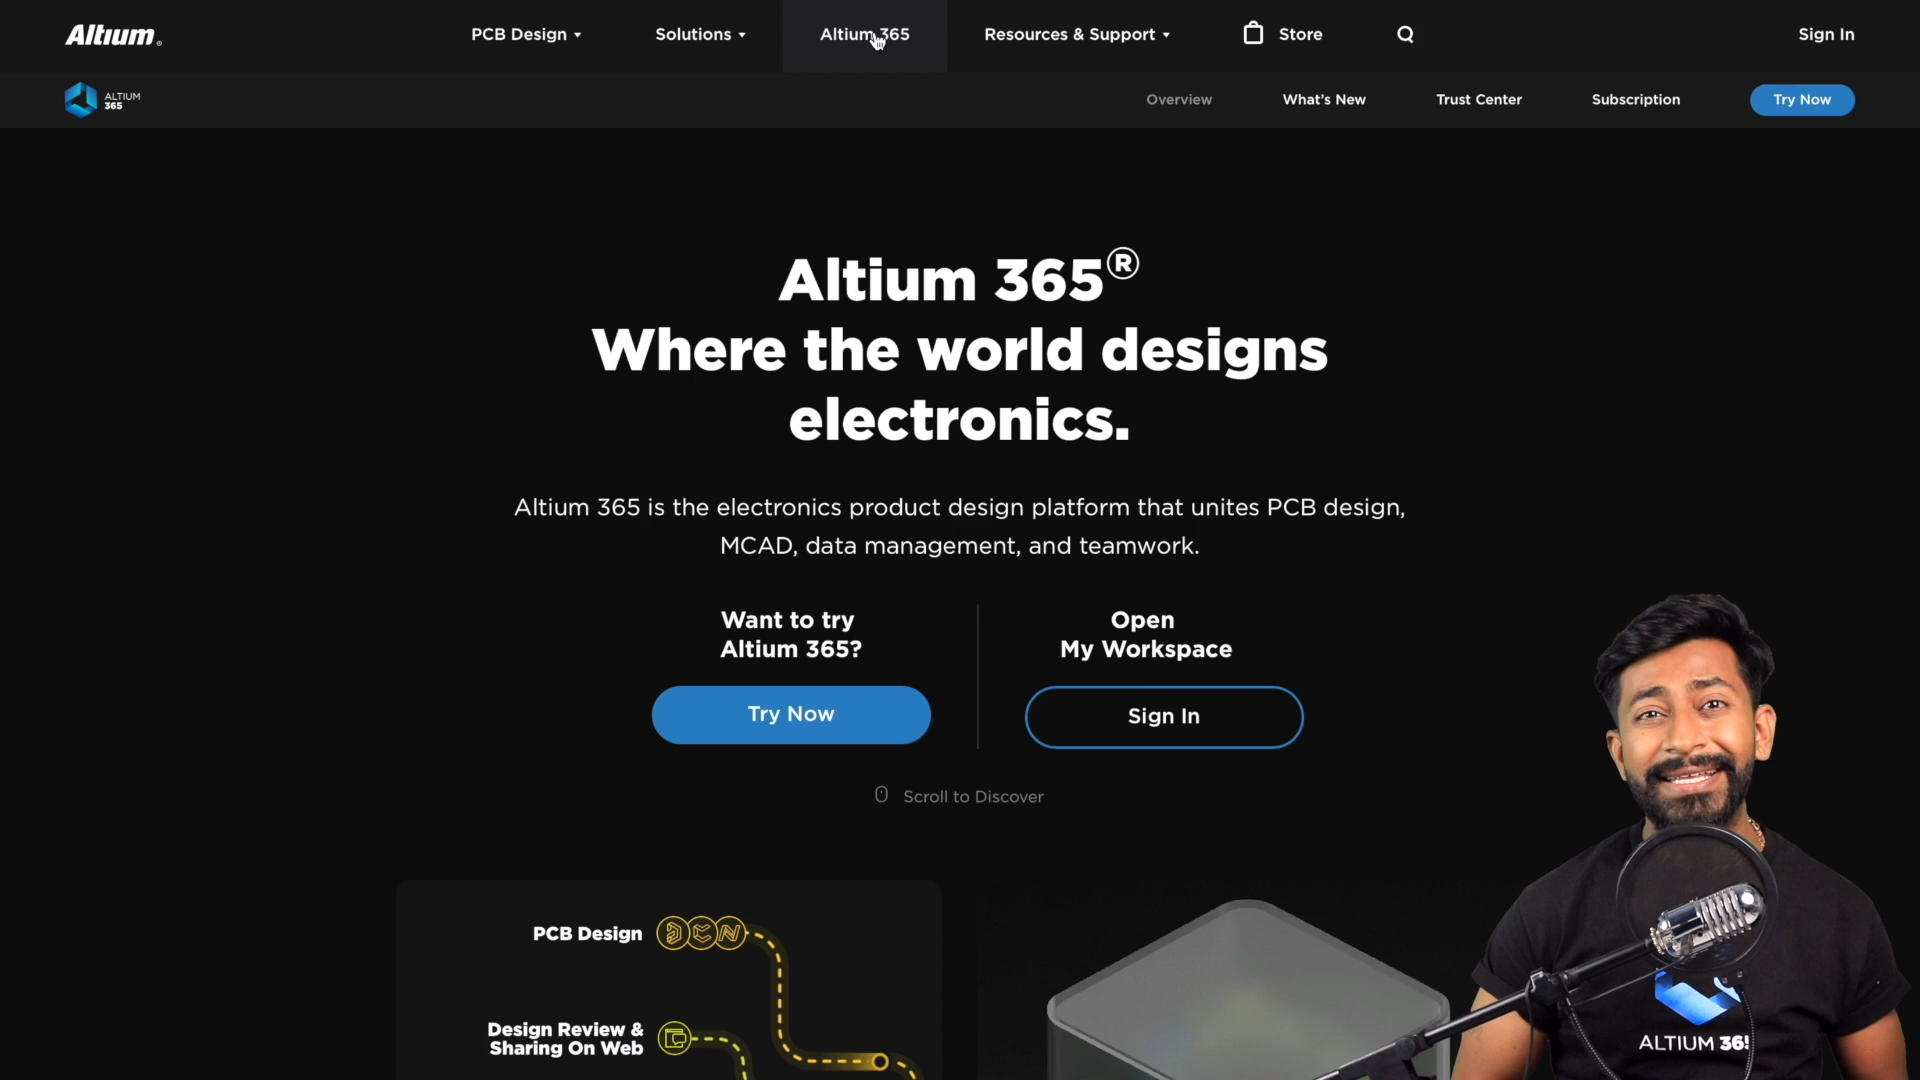 Altium
PCB Design
Solutions
Altium 365
Resources & Support
Store
Sign In
ALTIUM
365
Overview
What's New
Trust Center
Subscription
Try Now
Altium 365®
Where the world designs
electronics.
Altium 365 is the electronics product design platform that unites PCB design,
MCAD, data management, and teamwork.
Want to try
Altium 365?
Try Now
Open
My Workspace
Sign In
Scroll to Discover
PCB Design
Design Review &
Sharing On Web
ALTIUM 365